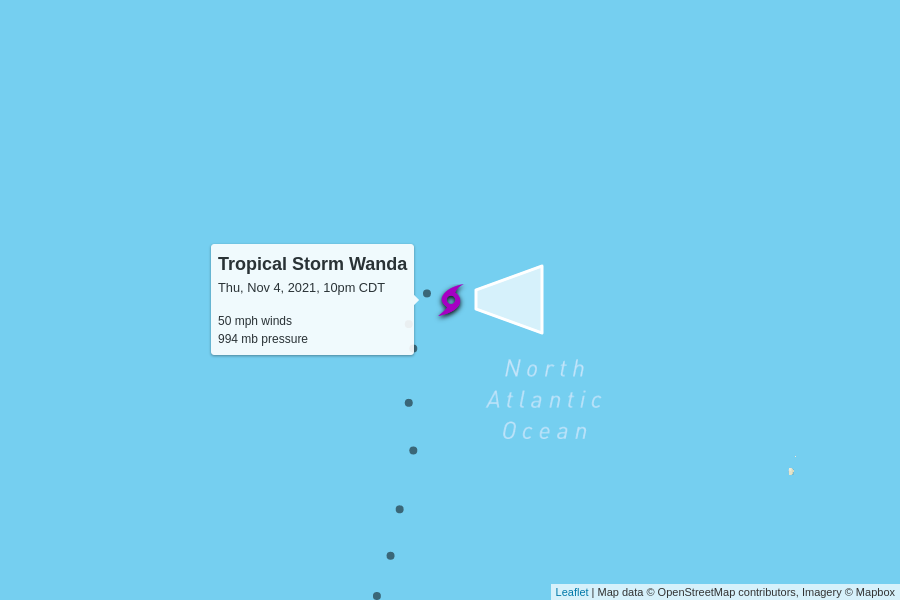 Tropical Storm Wanda
Thu, Nov 4, 2021, 10pm CDT
50 mph winds
994 mb pressure
North
Atlantic
Ocean
Leaflet | Map data © OpenStreetMap contributors, Imagery © Mapbox